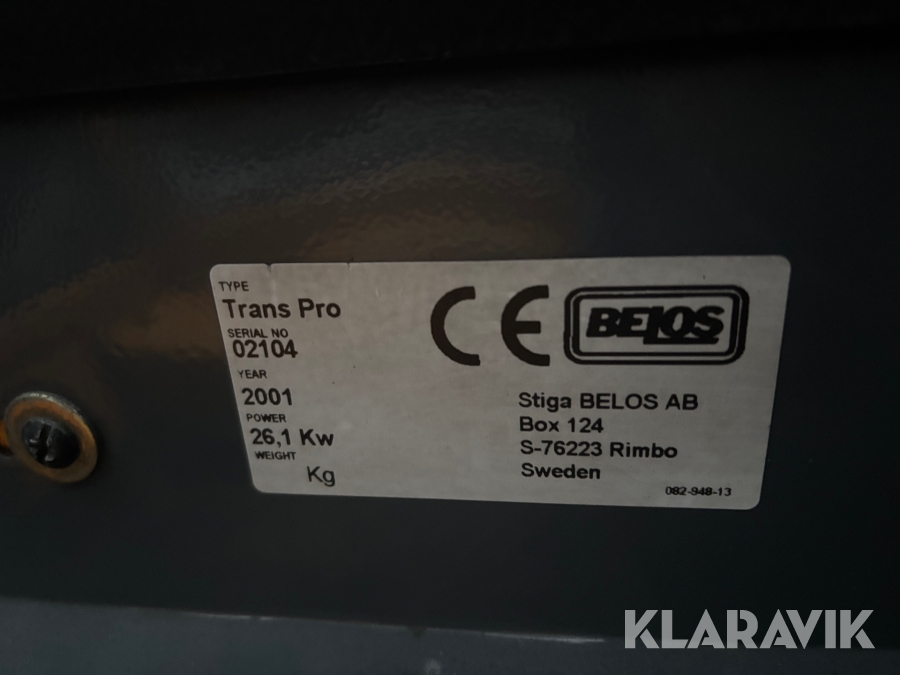 TYPE
Trans Pro
SERIAL NO
02104
YEAR
2001
POWER
26,1 Kw
WEIGHT
Kg
CE
BELOS
Stiga BELOS AB
Box 124
S-76223 Rimbo
Sweden
082-948-13
KLARAVIK